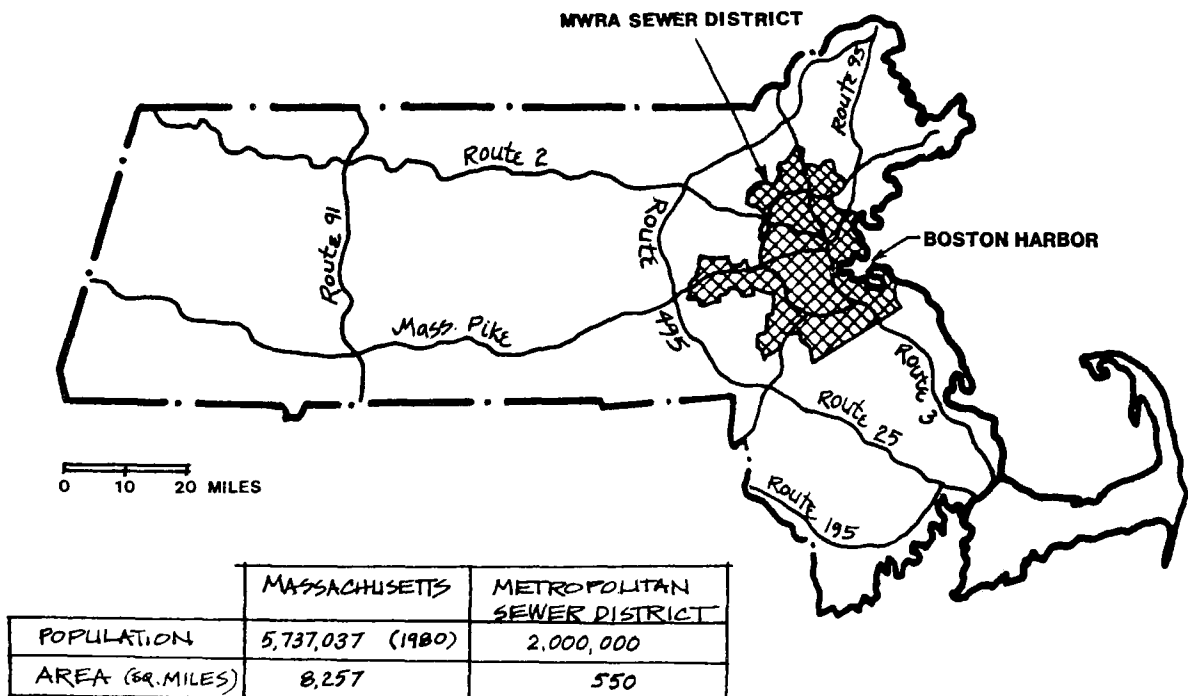 MWRA SEWER DISTRICT
Route 95
Route 2
Route 91
Route
495
BOSTON HARBOR
Mass. Pike
Route 3
Route 25
Route 195
0 10 20 MILES
MASSACHUSETTS METROPOLITAN
SEWER DISTRICT
POPULATION 5,737,037 (1980) 2,000,000
AREA (SQ. MILES) 8,257 550